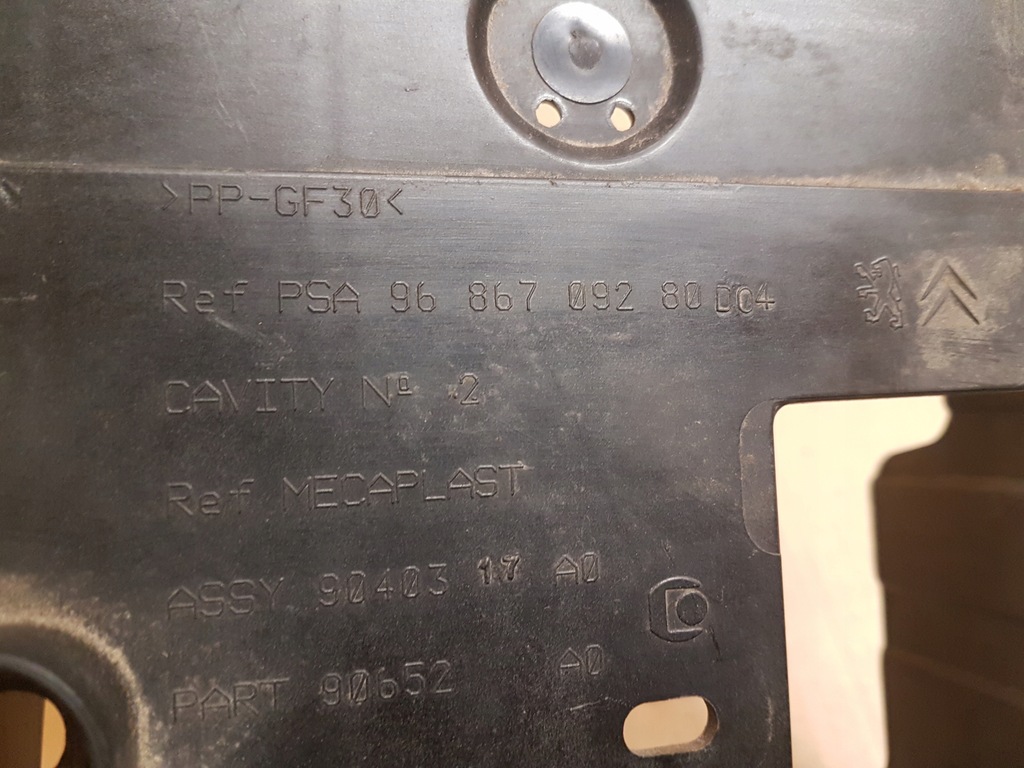 >PP-GF30<
Ref PSA 96 867 092 80 D04
CAVITY Nº 2
Ref MECAPLAST
ASSY 90403 17 A0
PART 90652 A0